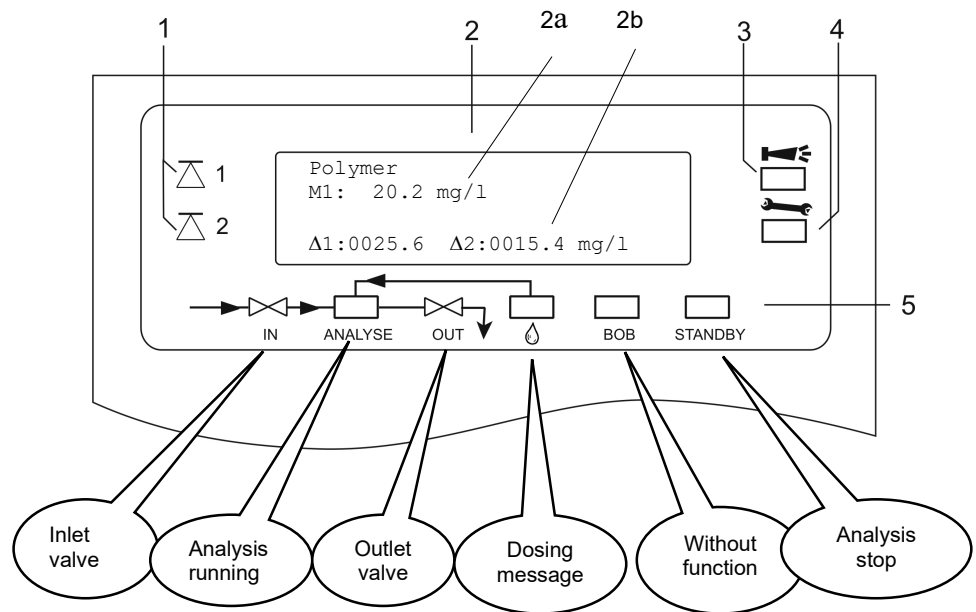 1
2
2a
2b
3
4
1
2
Polymer
M1: 20.2 mg/l
Δ1:0025.6 Δ2:0015.4 mg/l
5
IN
ANALYSE
OUT
BOB
STANDBY
Inlet
valve
Analysis
running
Outlet
valve
Dosing
message
Without
function
Analysis
stop